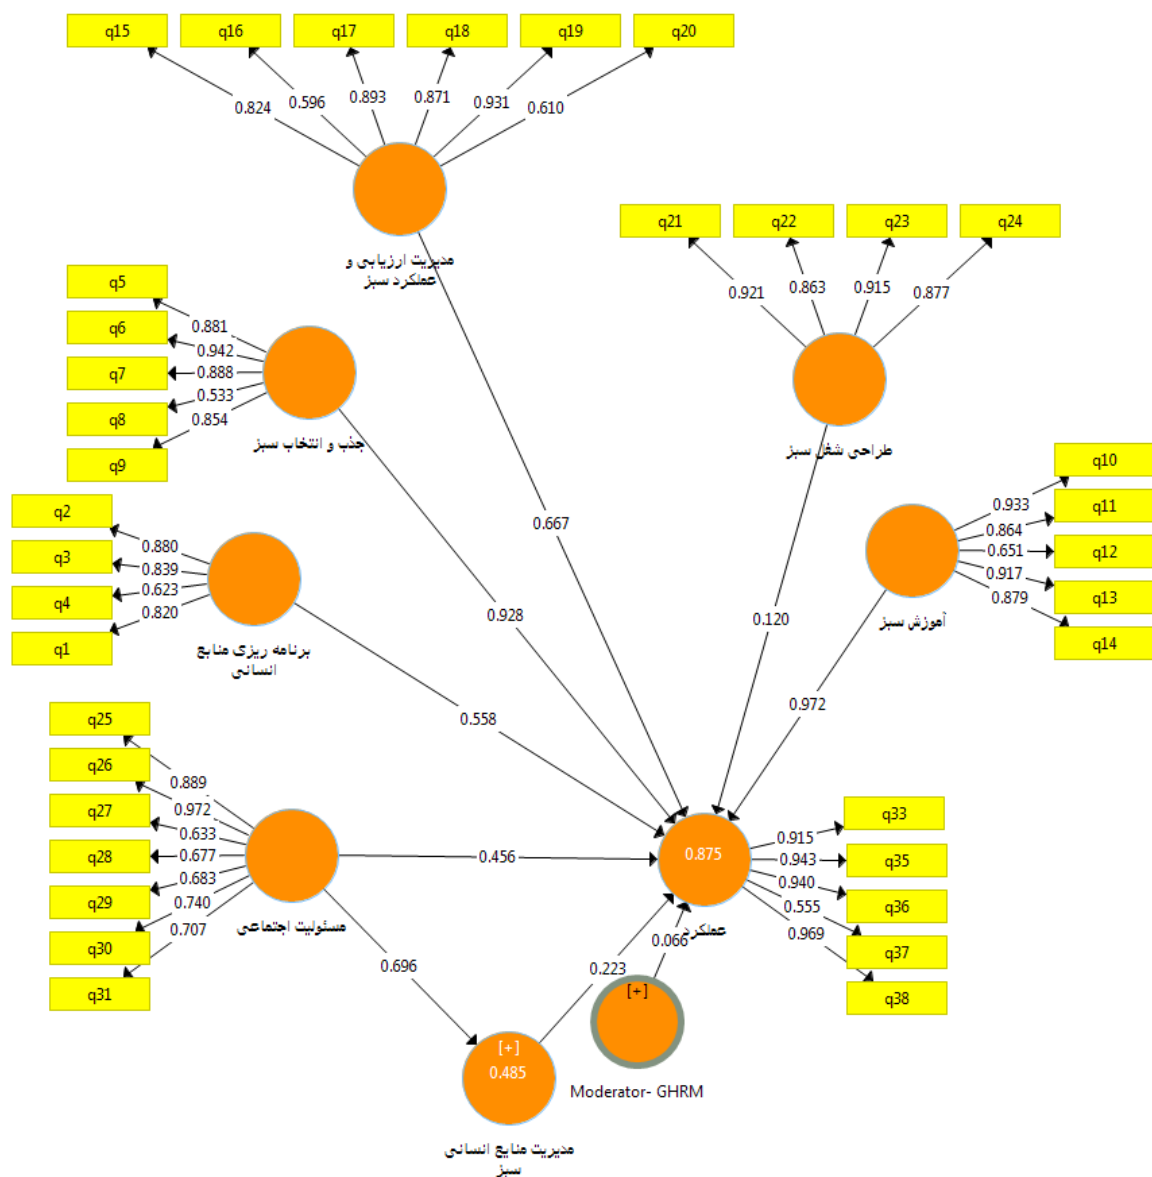 q15 q16 q17 q18 q19 q20
0.824 0.596 0.893 0.871 0.931 0.610
مدیریت ارزیابی و
عملکرد سبز
q21 q22 q23 q24
0.921 0.863 0.915 0.877
طراحی شغل سبز
q5
q6
q7
q8
q9
0.881
0.942
0.888
0.533
0.854
جذب و انتخاب سبز
q10
q11
q12
q13
q14
0.933
0.864
0.651
0.917
0.879
آموزش سبز
q2
q3
q4
q1
0.880
0.839
0.623
0.820
برنامه ریزی منابع
انسانی
0.667
0.928
0.120
0.972
0.558
q25
q26
q27
q28
q29
q30
q31
0.889
0.972
0.633
0.677
0.683
0.740
0.707
مسئولیت اجتماعی
0.456
0.696
0.875
عملکرد
q33
q35
q36
q37
q38
0.915
0.943
0.940
0.555
0.969
0.223
0.066
[+]
Moderator- GHRM
[+]
0.485
مدیریت منابع انسانی
سبز